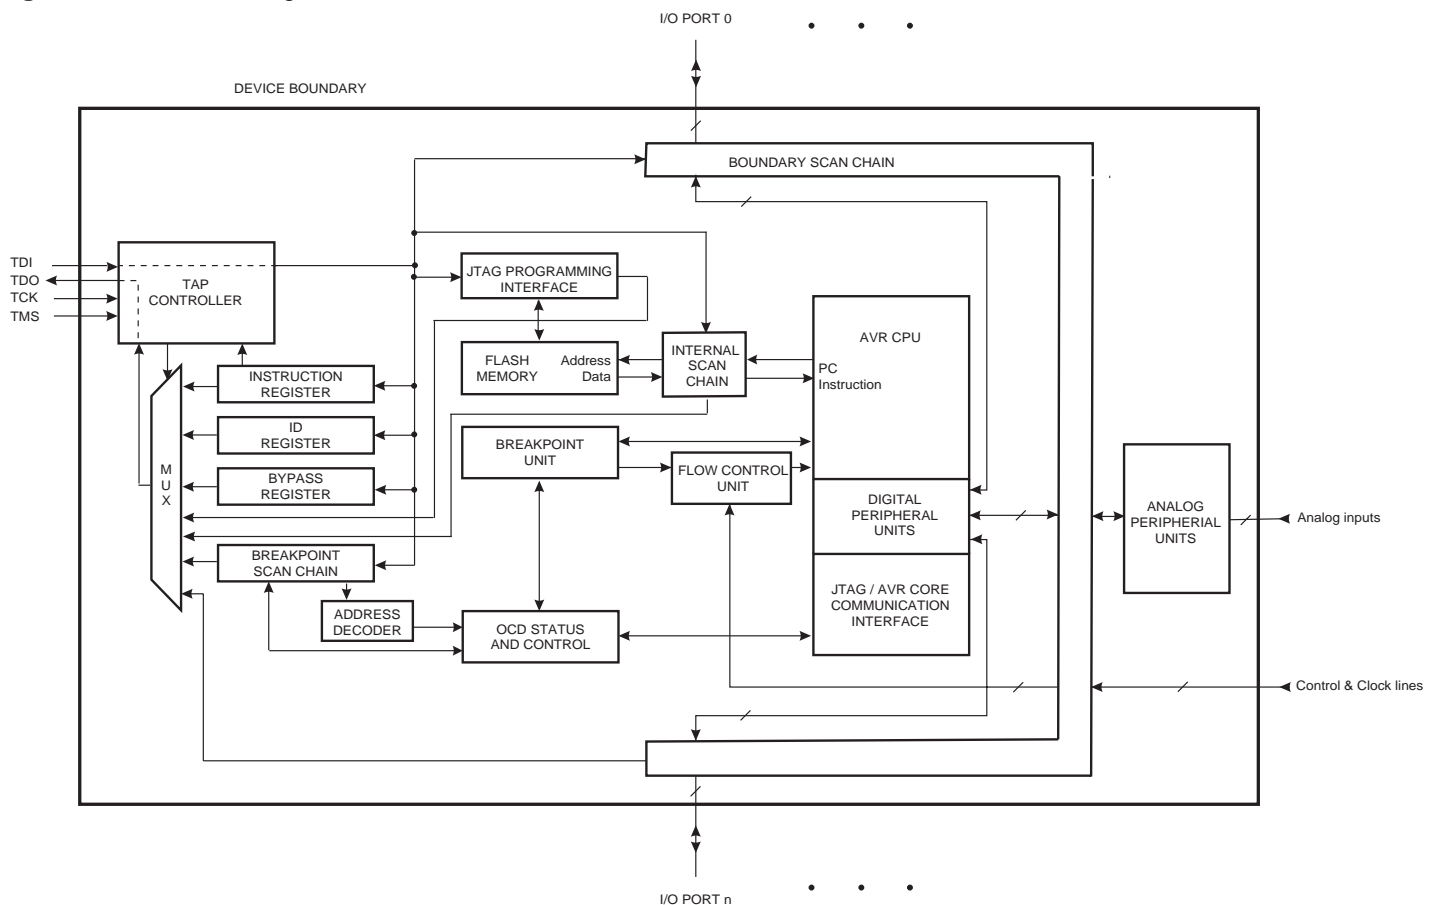 I/O PORT 0
DEVICE BOUNDARY
BOUNDARY SCAN CHAIN
TDI
TDO
TCK
TMS
TAP
CONTROLLER
JTAG PROGRAMMING
INTERFACE
AVR CPU
INTERNAL
SCAN
CHAIN
FLASH
MEMORY
Address
Data
PC
Instruction
INSTRUCTION
REGISTER
ID
REGISTER
BREAKPOINT
UNIT
FLOW CONTROL
UNIT
M
U
X
BYPASS
REGISTER
DIGITAL
PERIPHERAL
UNITS
ANALOG
PERIPHERIAL
UNITS
Analog inputs
BREAKPOINT
SCAN CHAIN
JTAG / AVR CORE
COMMUNICATION
INTERFACE
ADDRESS
DECODER
OCD STATUS
AND CONTROL
Control & Clock lines
I/O PORT n